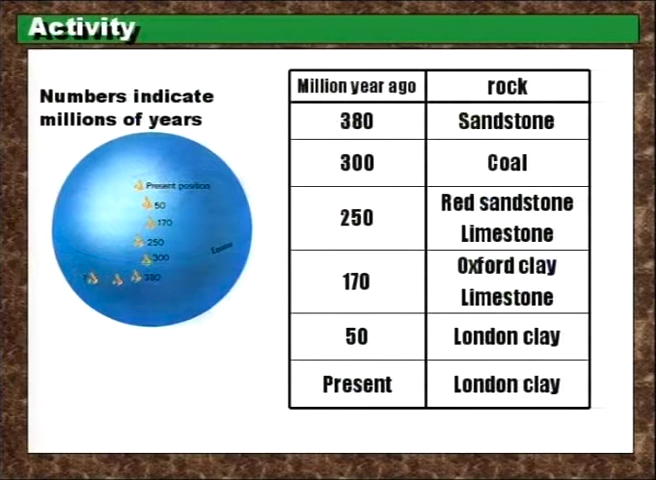 Activity
Numbers indicate
millions of years
Present position
50
170
250
Equator
300
380
Million year ago rock
380 Sandstone
300 Coal
250 Red sandstone
Limestone
170 Oxford clay
Limestone
50 London clay
Present London clay